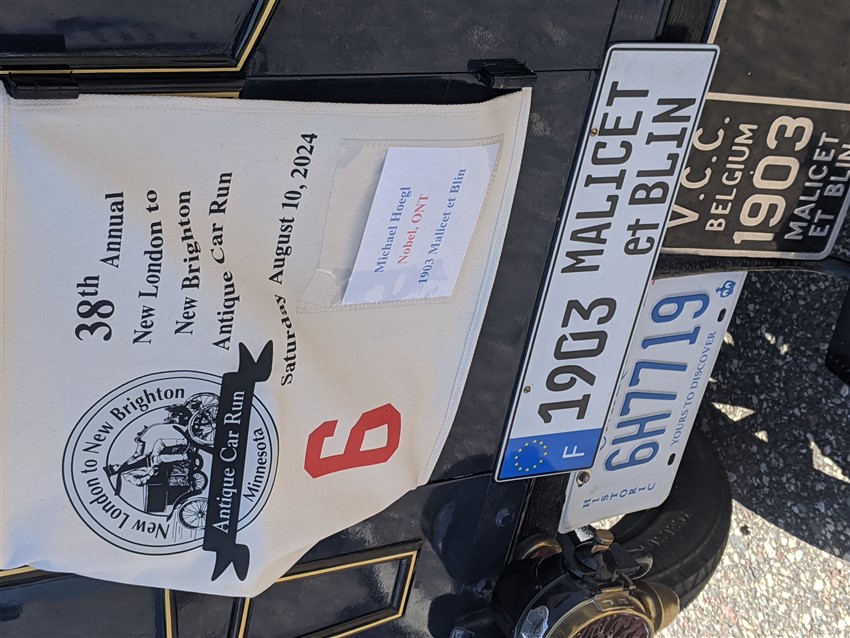 38th Annual
New London to
New Brighton
Antique Car Run
Saturday August 10, 2024
New London to New Brighton
Antique Car Run
Minnesota
6
Michael Hoegl
Nobel, ONT
1903 Malicet et Blin
F
1903 MALICET
et BLIN
HISTORIC
6H7719
YOURS TO DISCOVER
V.C.C.
BELGIUM
1903
MALICET
ET BLIN